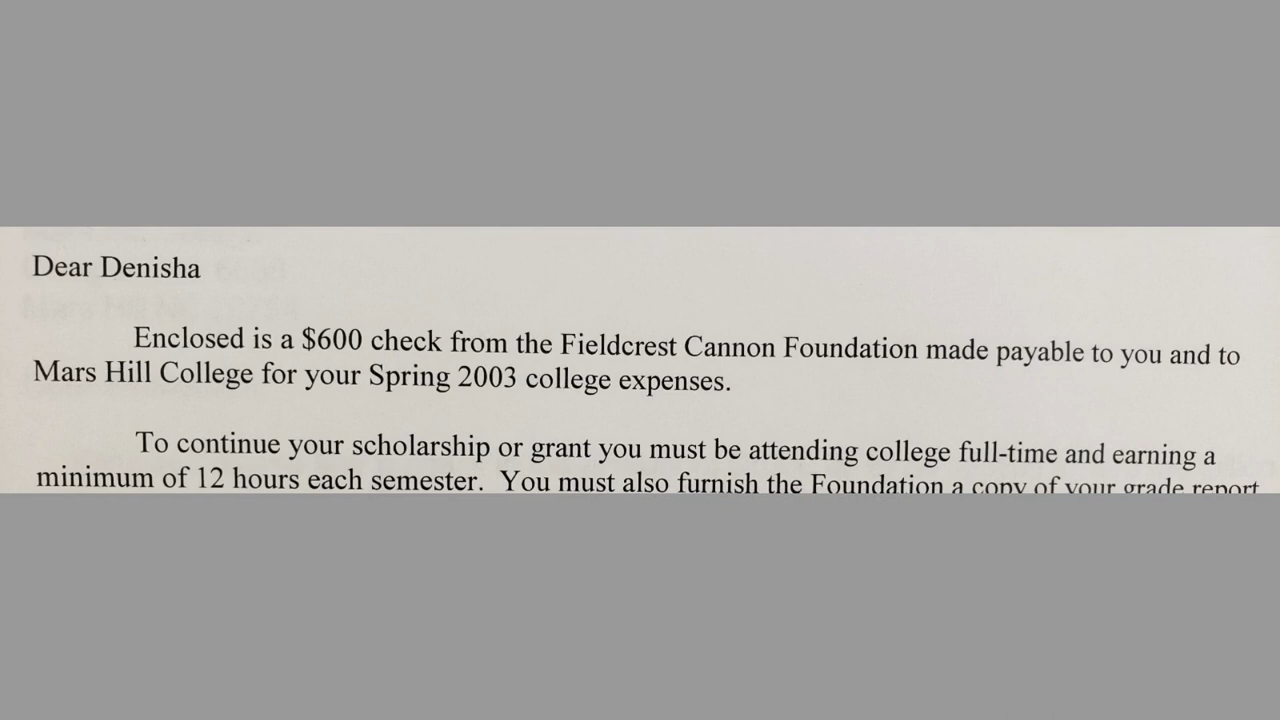 Dear Denisha
Enclosed is a $600 check from the Fieldcrest Cannon Foundation made payable to you and to
Mars Hill College for your Spring 2003 college expenses.
To continue your scholarship or grant you must be attending college full-time and earning a
minimum of 12 hours each semester. You must also furnish the Foundation a copy of your grade report